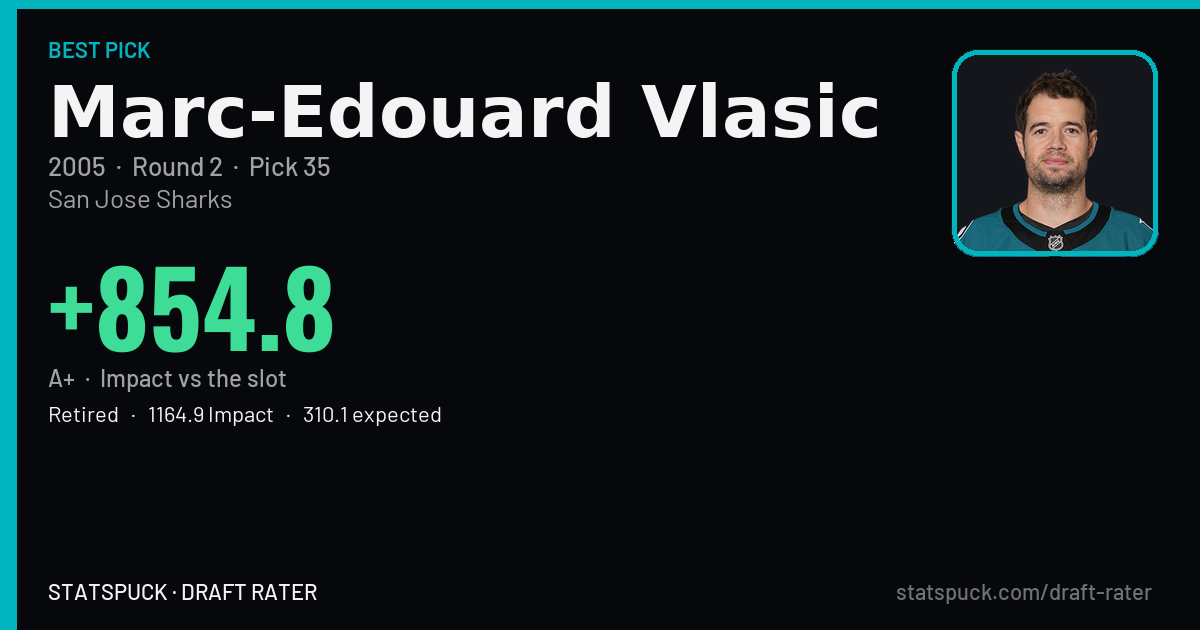 BEST PICK
Marc-Edouard Vlasic
2005 · Round 2 · Pick 35
San Jose Sharks
+854.8
A+ · Impact vs the slot
Retired · 1164.9 Impact · 310.1 expected
STATSPUCK · DRAFT RATER
statspuck.com/draft-rater